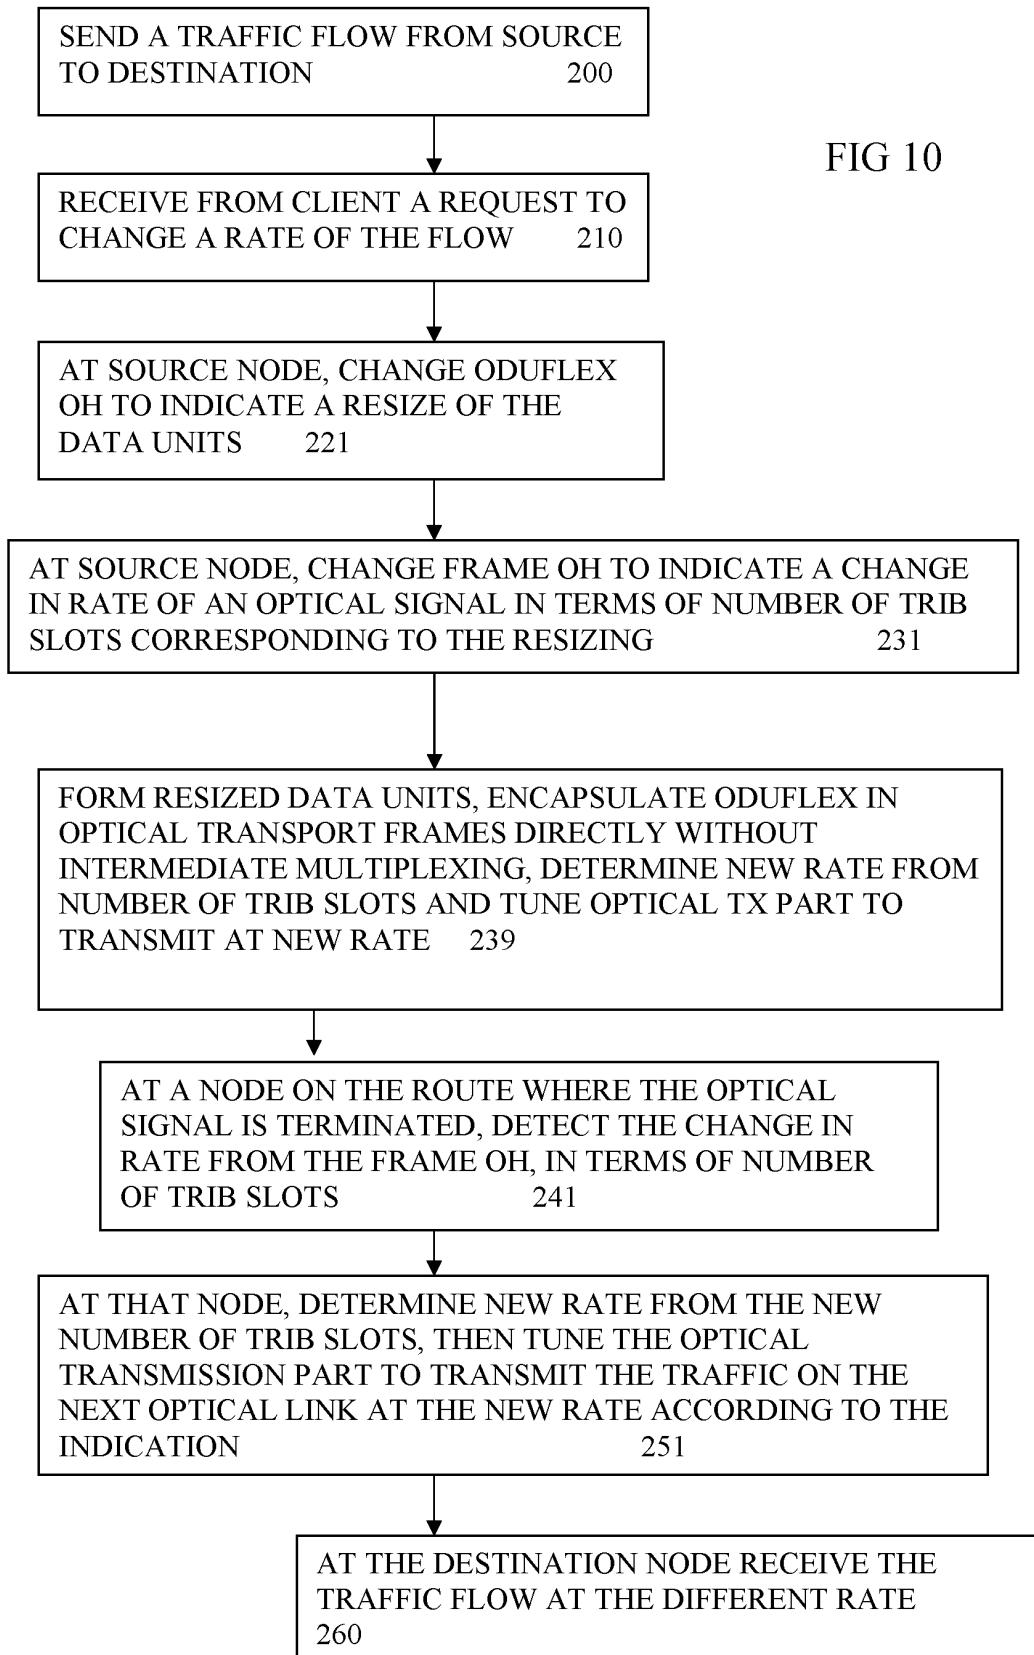 SEND A TRAFFIC FLOW FROM SOURCE
TO DESTINATION 200
FIG 10
RECEIVE FROM CLIENT A REQUEST TO
CHANGE A RATE OF THE FLOW 210
AT SOURCE NODE, CHANGE ODUFLEX
OH TO INDICATE A RESIZE OF THE
DATA UNITS 221
AT SOURCE NODE, CHANGE FRAME OH TO INDICATE A CHANGE
IN RATE OF AN OPTICAL SIGNAL IN TERMS OF NUMBER OF TRIB
SLOTS CORRESPONDING TO THE RESIZING 231
FORM RESIZED DATA UNITS, ENCAPSULATE ODUFLEX IN
OPTICAL TRANSPORT FRAMES DIRECTLY WITHOUT
INTERMEDIATE MULTIPLEXING, DETERMINE NEW RATE FROM
NUMBER OF TRIB SLOTS AND TUNE OPTICAL TX PART TO
TRANSMIT AT NEW RATE 239
AT A NODE ON THE ROUTE WHERE THE OPTICAL
SIGNAL IS TERMINATED, DETECT THE CHANGE IN
RATE FROM THE FRAME OH, IN TERMS OF NUMBER
OF TRIB SLOTS 241
AT THAT NODE, DETERMINE NEW RATE FROM THE NEW
NUMBER OF TRIB SLOTS, THEN TUNE THE OPTICAL
TRANSMISSION PART TO TRANSMIT THE TRAFFIC ON THE
NEXT OPTICAL LINK AT THE NEW RATE ACCORDING TO THE
INDICATION 251
AT THE DESTINATION NODE RECEIVE THE
TRAFFIC FLOW AT THE DIFFERENT RATE
260